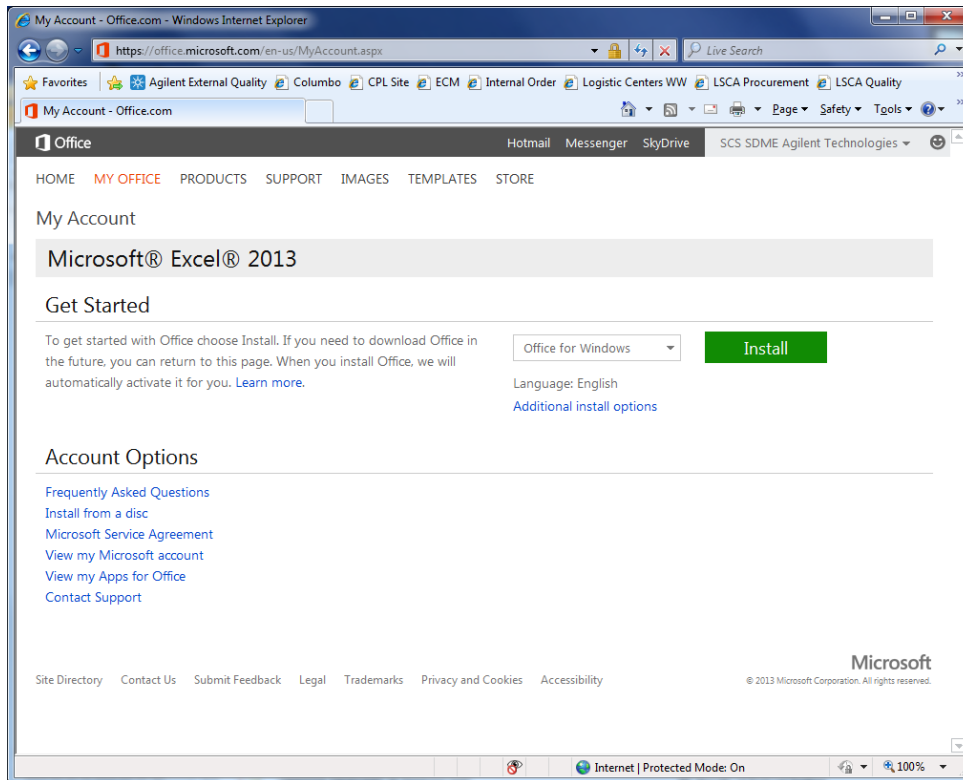 My Account - Office.com - Windows Internet Explorer
https://office.microsoft.com/en-us/MyAccount.aspx Live Search
Favorites Agilent External Quality Columbo CPL Site ECM Internal Order Logistic Centers WW LSCA Procurement LSCA Quality
My Account - Office.com Page Safety Tools
Office Hotmail Messenger SkyDrive SCS SDME Agilent Technologies
HOME MY OFFICE PRODUCTS SUPPORT IMAGES TEMPLATES STORE
My Account
Microsoft® Excel® 2013
Get Started
To get started with Office choose Install. If you need to download Office in
the future, you can return to this page. When you install Office, we will
automatically activate it for you. Learn more.
Office for Windows Install
Language: English
Additional install options
Account Options
Frequently Asked Questions
Install from a disc
Microsoft Service Agreement
View my Microsoft account
View my Apps for Office
Contact Support
Microsoft
Site Directory Contact Us Submit Feedback Legal Trademarks Privacy and Cookies Accessibility © 2013 Microsoft Corporation. All rights reserved.
Internet | Protected Mode: On 100%